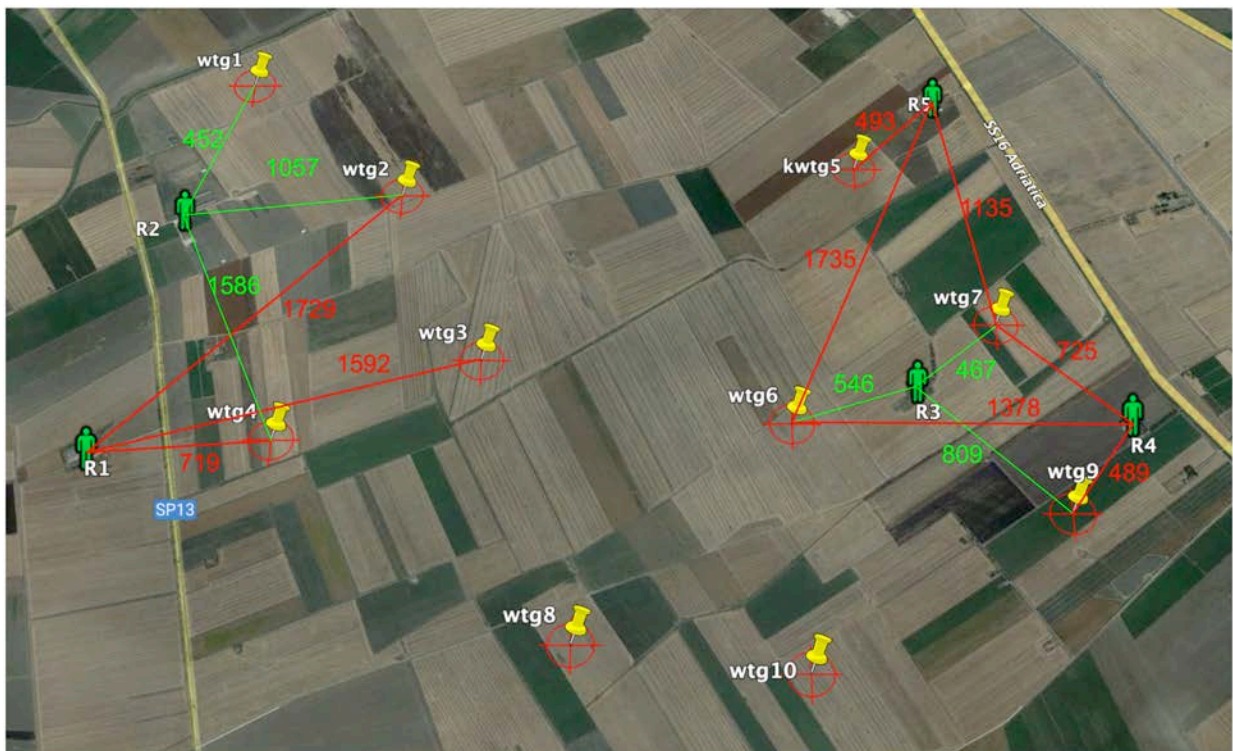 wtg1
452
1057
wtg2
R2
1586
1729
wtg3
1592
wtg4
R1
719
SP13
R5
493
kwtg5
SS16 Adriatica
1135
1735
wtg7
725
467
546
wtg6
R3
1378
R4
809
wtg9
489
wtg8
wtg10